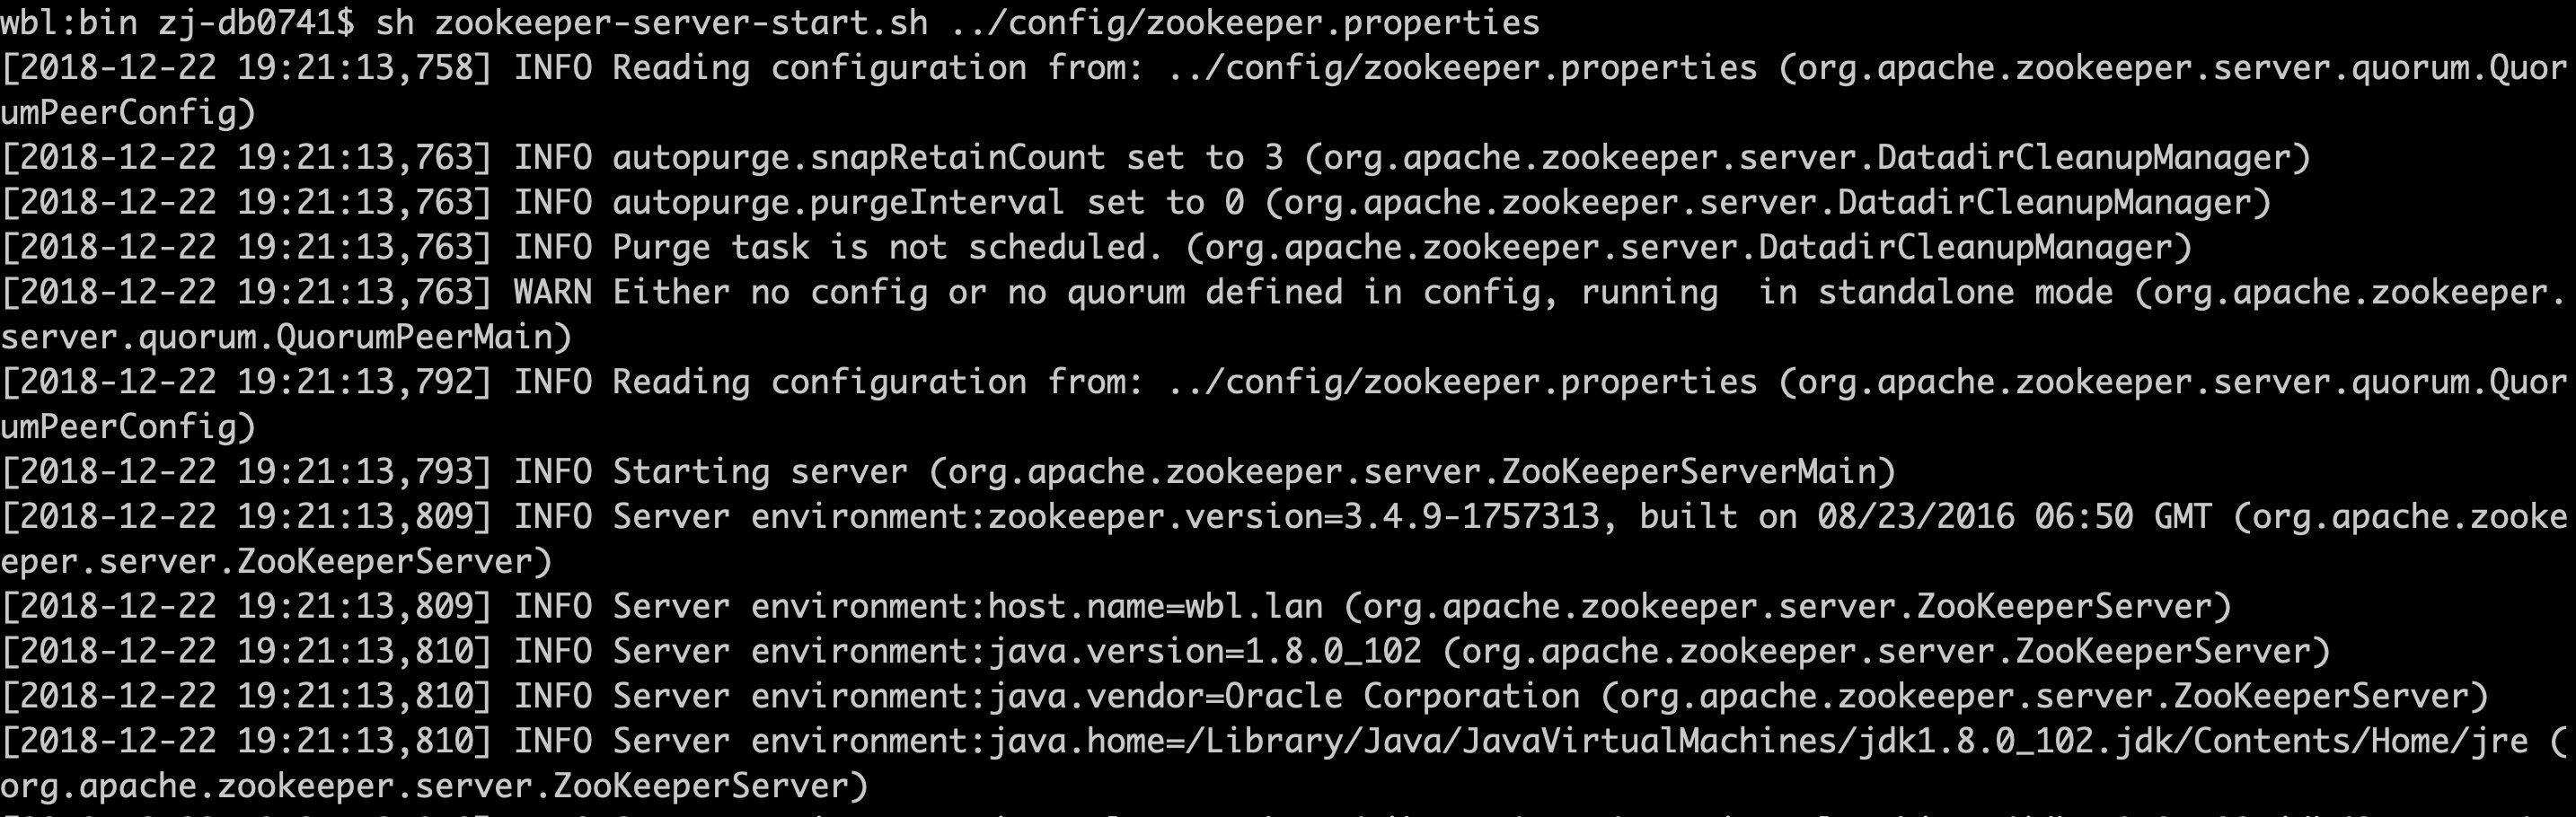 wbl:bin zj-db0741$ sh zookeeper-server-start.sh ../config/zookeeper.properties
[2018-12-22 19:21:13,758] INFO Reading configuration from: ../config/zookeeper.properties (org.apache.zookeeper.server.quorum.Quor
umPeerConfig)
[2018-12-22 19:21:13,763] INFO autopurge.snapRetainCount set to 3 (org.apache.zookeeper.server.DatadirCleanupManager)
[2018-12-22 19:21:13,763] INFO autopurge.purgeInterval set to 0 (org.apache.zookeeper.server.DatadirCleanupManager)
[2018-12-22 19:21:13,763] INFO Purge task is not scheduled. (org.apache.zookeeper.server.DatadirCleanupManager)
[2018-12-22 19:21:13,763] WARN Either no config or no quorum defined in config, running  in standalone mode (org.apache.zookeeper.
server.quorum.QuorumPeerMain)
[2018-12-22 19:21:13,792] INFO Reading configuration from: ../config/zookeeper.properties (org.apache.zookeeper.server.quorum.Quor
umPeerConfig)
[2018-12-22 19:21:13,793] INFO Starting server (org.apache.zookeeper.server.ZooKeeperServerMain)
[2018-12-22 19:21:13,809] INFO Server environment:zookeeper.version=3.4.9-1757313, built on 08/23/2016 06:50 GMT (org.apache.zooke
eper.server.ZooKeeperServer)
[2018-12-22 19:21:13,809] INFO Server environment:host.name=wbl.lan (org.apache.zookeeper.server.ZooKeeperServer)
[2018-12-22 19:21:13,810] INFO Server environment:java.version=1.8.0_102 (org.apache.zookeeper.server.ZooKeeperServer)
[2018-12-22 19:21:13,810] INFO Server environment:java.vendor=Oracle Corporation (org.apache.zookeeper.server.ZooKeeperServer)
[2018-12-22 19:21:13,810] INFO Server environment:java.home=/Library/Java/JavaVirtualMachines/jdk1.8.0_102.jdk/Contents/Home/jre (
org.apache.zookeeper.server.ZooKeeperServer)